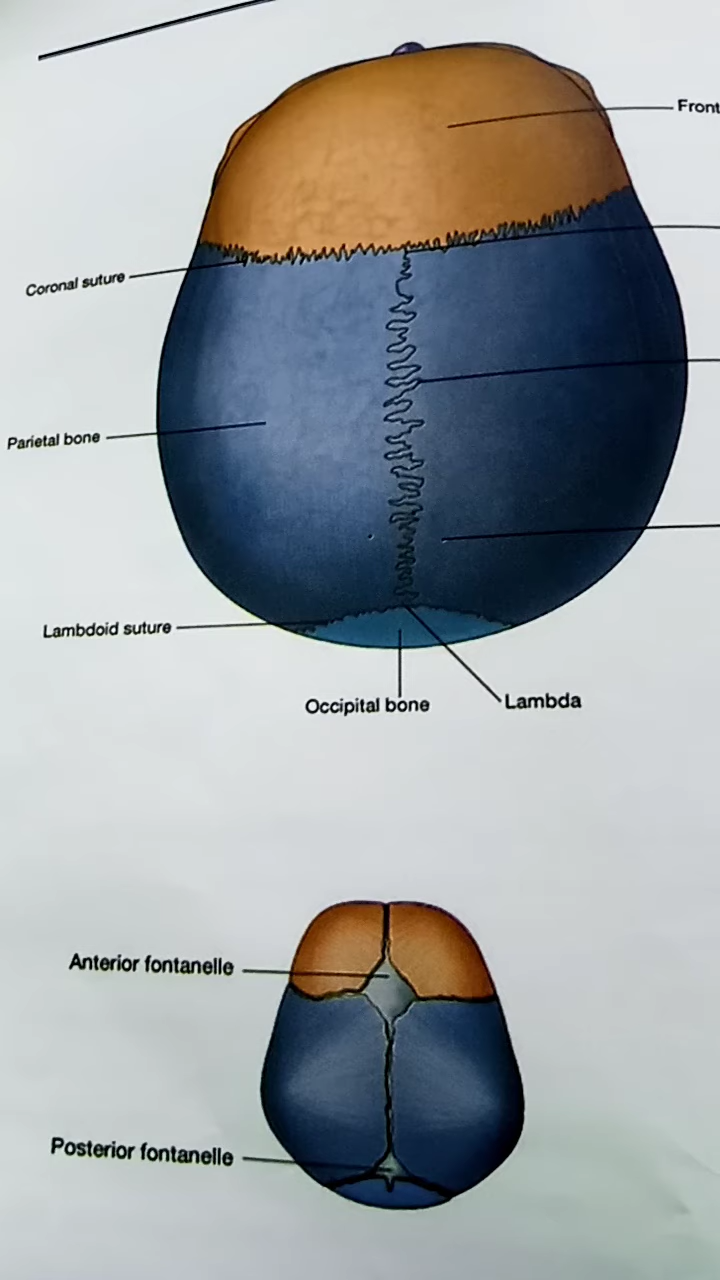 Front
Coronal suture
Parietal bone
Lambdoid suture
Occipital bone
Lambda
Anterior fontanelle
Posterior fontanelle